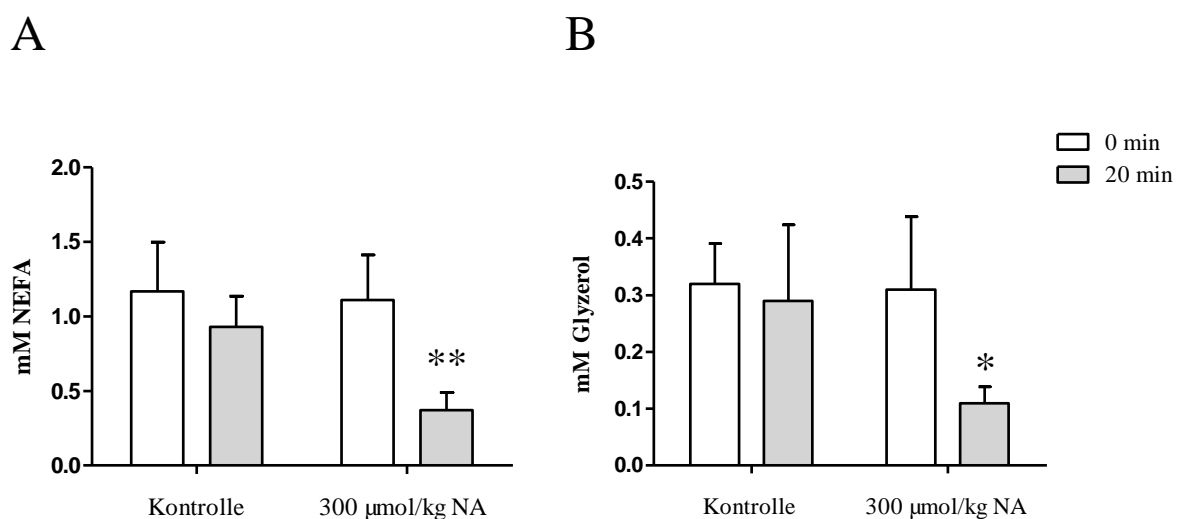 A
B
0 min
20 min
mM NEFA
2.0
1.5
1.0
0.5
0.0
**
Kontrolle 300 µmol/kg NA
mM Glyzerol
0.5
0.4
0.3
0.2
0.1
0.0
*
Kontrolle 300 µmol/kg NA